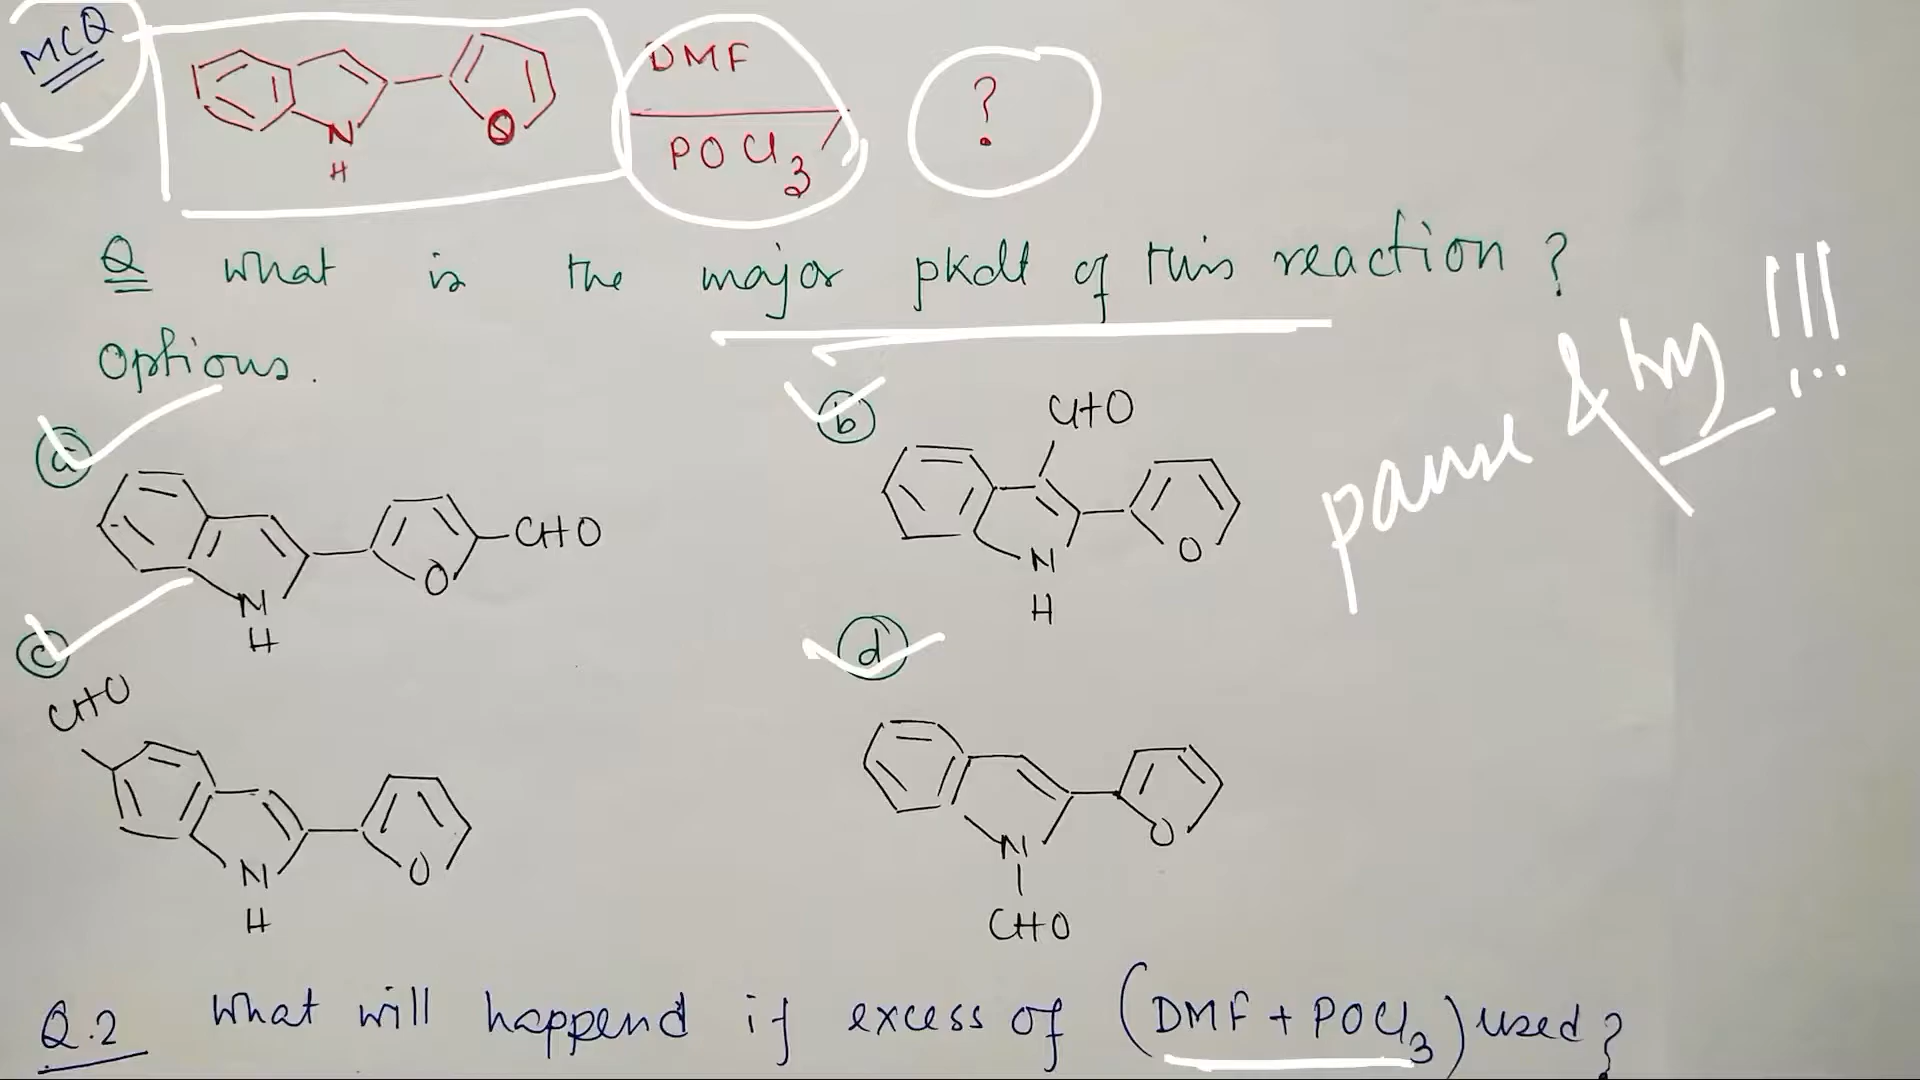 MCQ
DMF
POCl3
?
N
H
O
Q what is the major pkdt of this reaction?
Options.
pause & try !!!
a
CHO
O
N
H
b
CHO
O
N
H
c
CHO
O
N
H
d
O
N
CHO
Q.2 What will happend if excess of (DMF + POCl3) used?